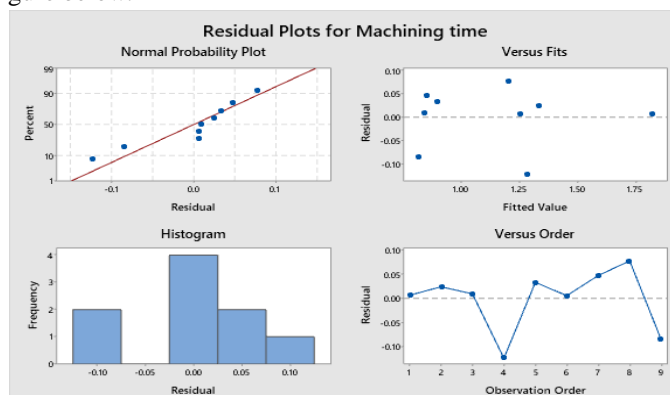 Residual Plots for Machining time
Normal Probability Plot
99
90
50
10
1
Percent
-0.1
0.0
0.1
Residual
Versus Fits
0.10
0.05
0.00
-0.05
-0.10
Residual
1.00
1.25
1.50
1.75
Fitted Value
Histogram
4
3
2
1
0
Frequency
-0.10
-0.05
0.00
0.05
0.10
Residual
Versus Order
0.10
0.05
0.00
-0.05
-0.10
Residual
1 2 3 4 5 6 7 8 9
Observation Order